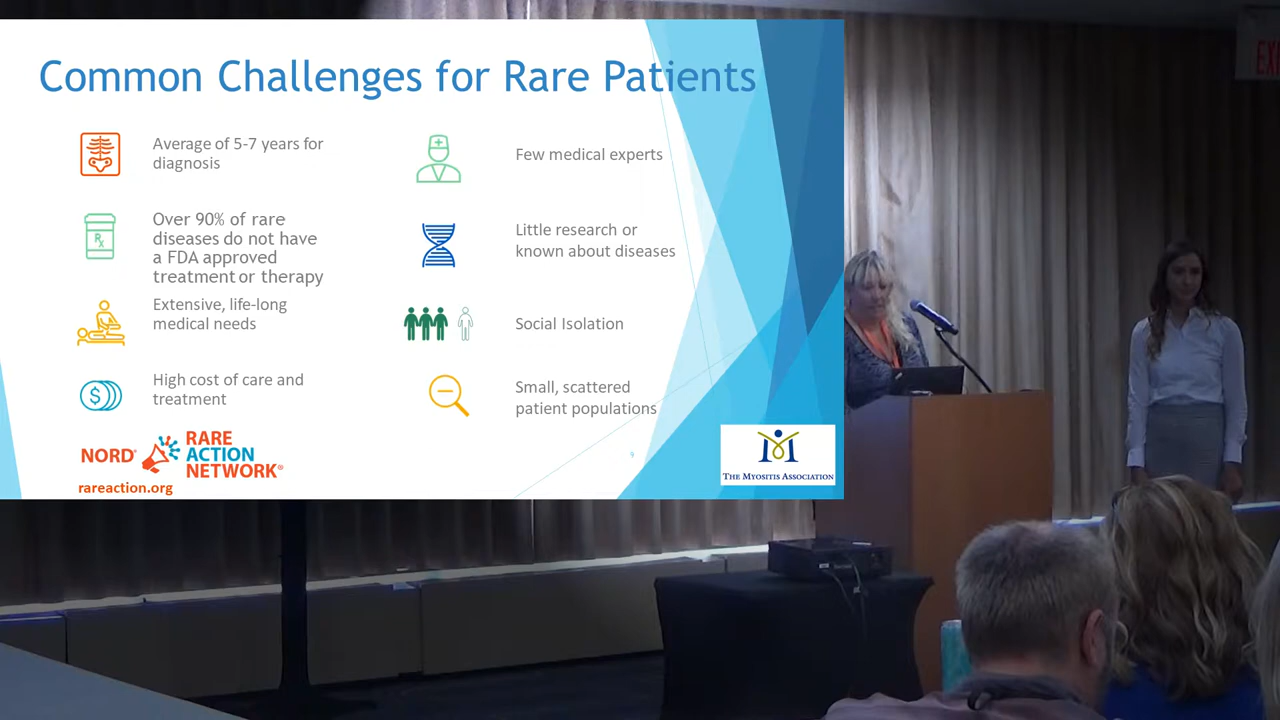 Common Challenges for Rare Patients
Average of 5-7 years for
diagnosis
Over 90% of rare
diseases do not have
a FDA approved
treatment or therapy
Extensive, life-long
medical needs
High cost of care and
treatment
Few medical experts
Little research or
known about diseases
Social Isolation
Small, scattered
patient populations
NORD®
RARE
ACTION
NETWORK®
rareaction.org
THE MYOSITIS ASSOCIATION